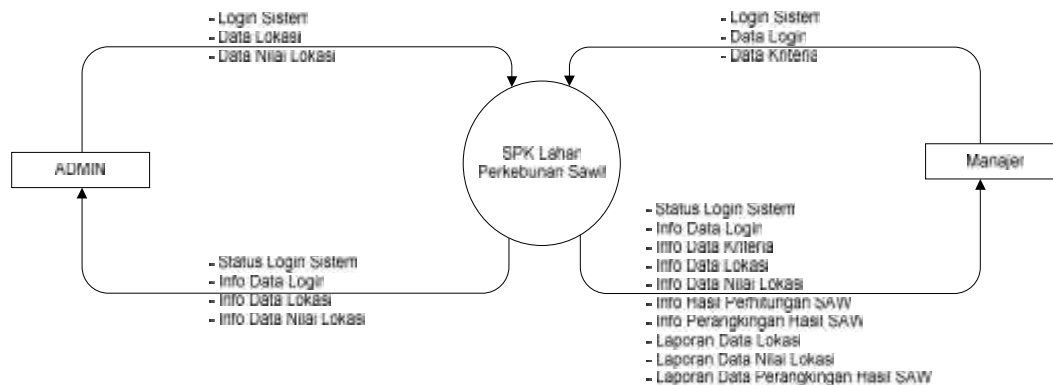 - Login Sistem
- Data Lokasi
- Data Nilai Lokasi
- Login Sistem
- Data Login
- Data Kriteria
ADMIN
SPK Lahan
Perkebunan Sawit
Manajer
- Status Login Sistem
- Info Data Login
- Info Data Lokasi
- Info Data Nilai Lokasi
- Status Login Sistem
- Info Data Login
- Info Data Kriteria
- Info Data Lokasi
- Info Data Nilai Lokasi
- Info Hasil Perhitungan SAW
- Info Perangkingan Hasil SAW
- Laporan Data Lokasi
- Laporan Data Nilai Lokasi
- Laporan Data Perangkingan Hasil SAW